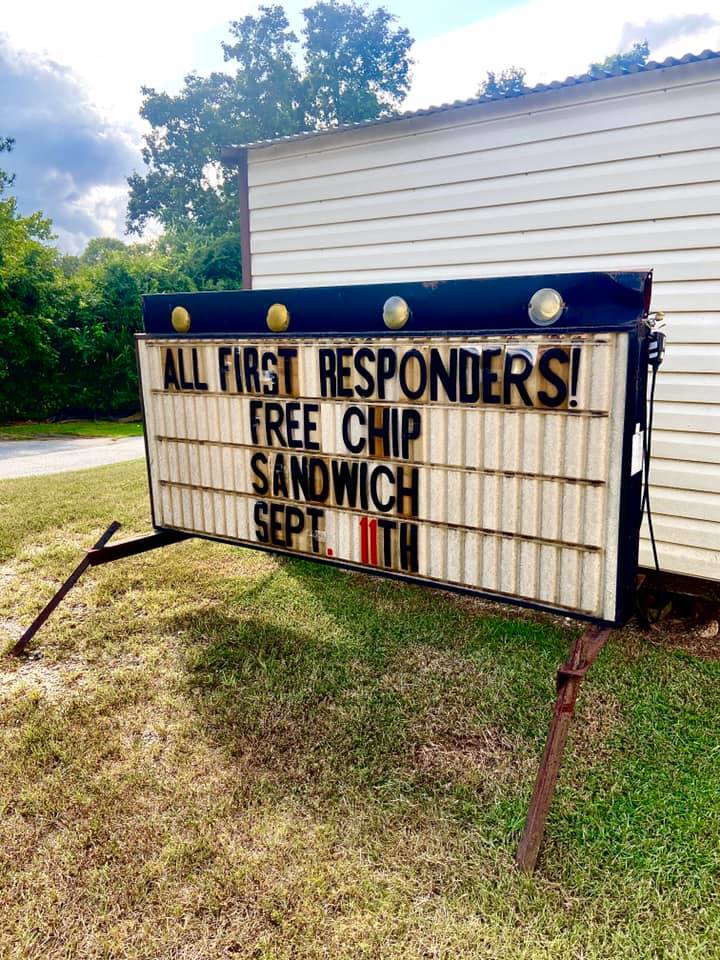 ALL FIRST RESPONDERS!
FREE CHIP
SANDWICH
SEPT. 11TH